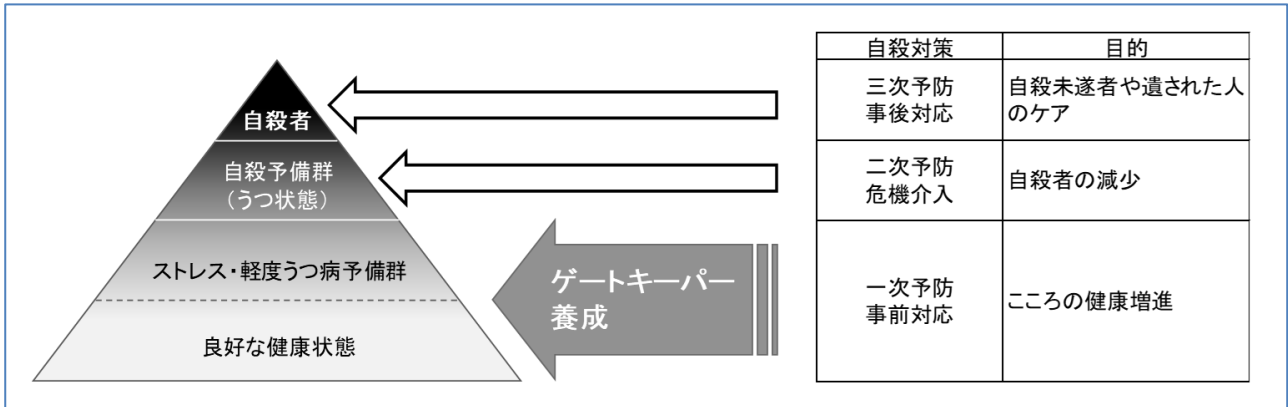 自殺者
自殺予備群
（うつ状態）
ストレス・軽度うつ病予備群
良好な健康状態
ゲートキーパー
養成
自殺対策 目的
三次予防
事後対応
自殺未遂者や遺された人
のケア
二次予防
危機介入
自殺者の減少
一次予防
事前対応
こころの健康増進